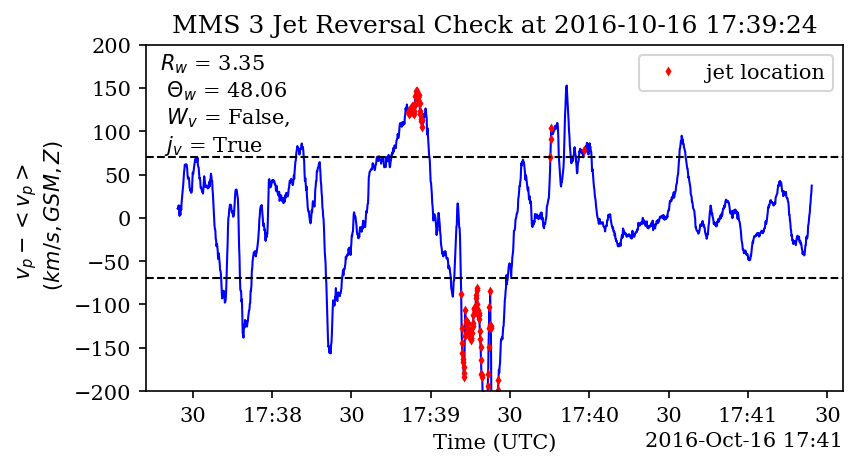 MMS 3 Jet Reversal Check at 2016-10-16 17:39:24
R_w = 3.35
Θ_w = 48.06
W_v = False,
j_v = True
jet location
v_p − < v_p >
(km/s, GSM, Z)
200
150
100
50
0
−50
−100
−150
−200
30 17:38 30 17:39 30 17:40 30 17:41 30
Time (UTC)
2016-Oct-16 17:41